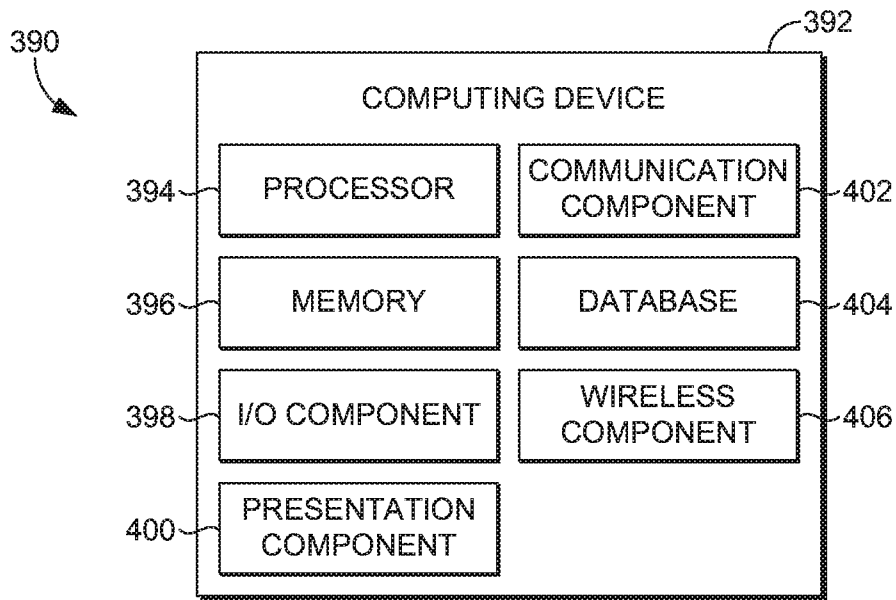 390
392
COMPUTING DEVICE
394
PROCESSOR
COMMUNICATION
COMPONENT
402
396
MEMORY
DATABASE
404
398
I/O COMPONENT
WIRELESS
COMPONENT
406
400
PRESENTATION
COMPONENT